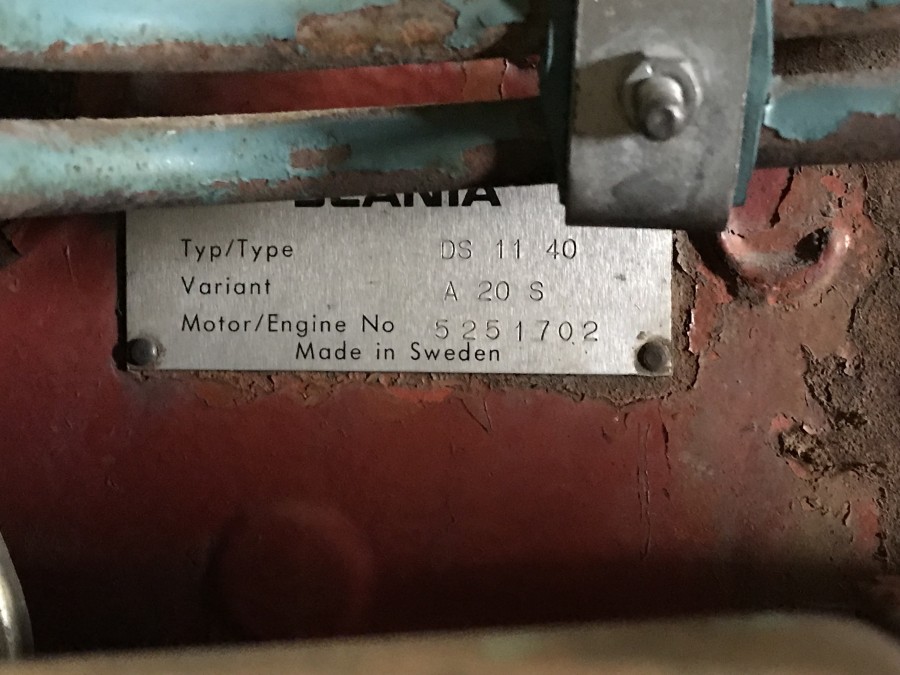 SCANIA
Typ/Type DS 11 40
Variant A 20 S
Motor/Engine No 5251702
Made in Sweden